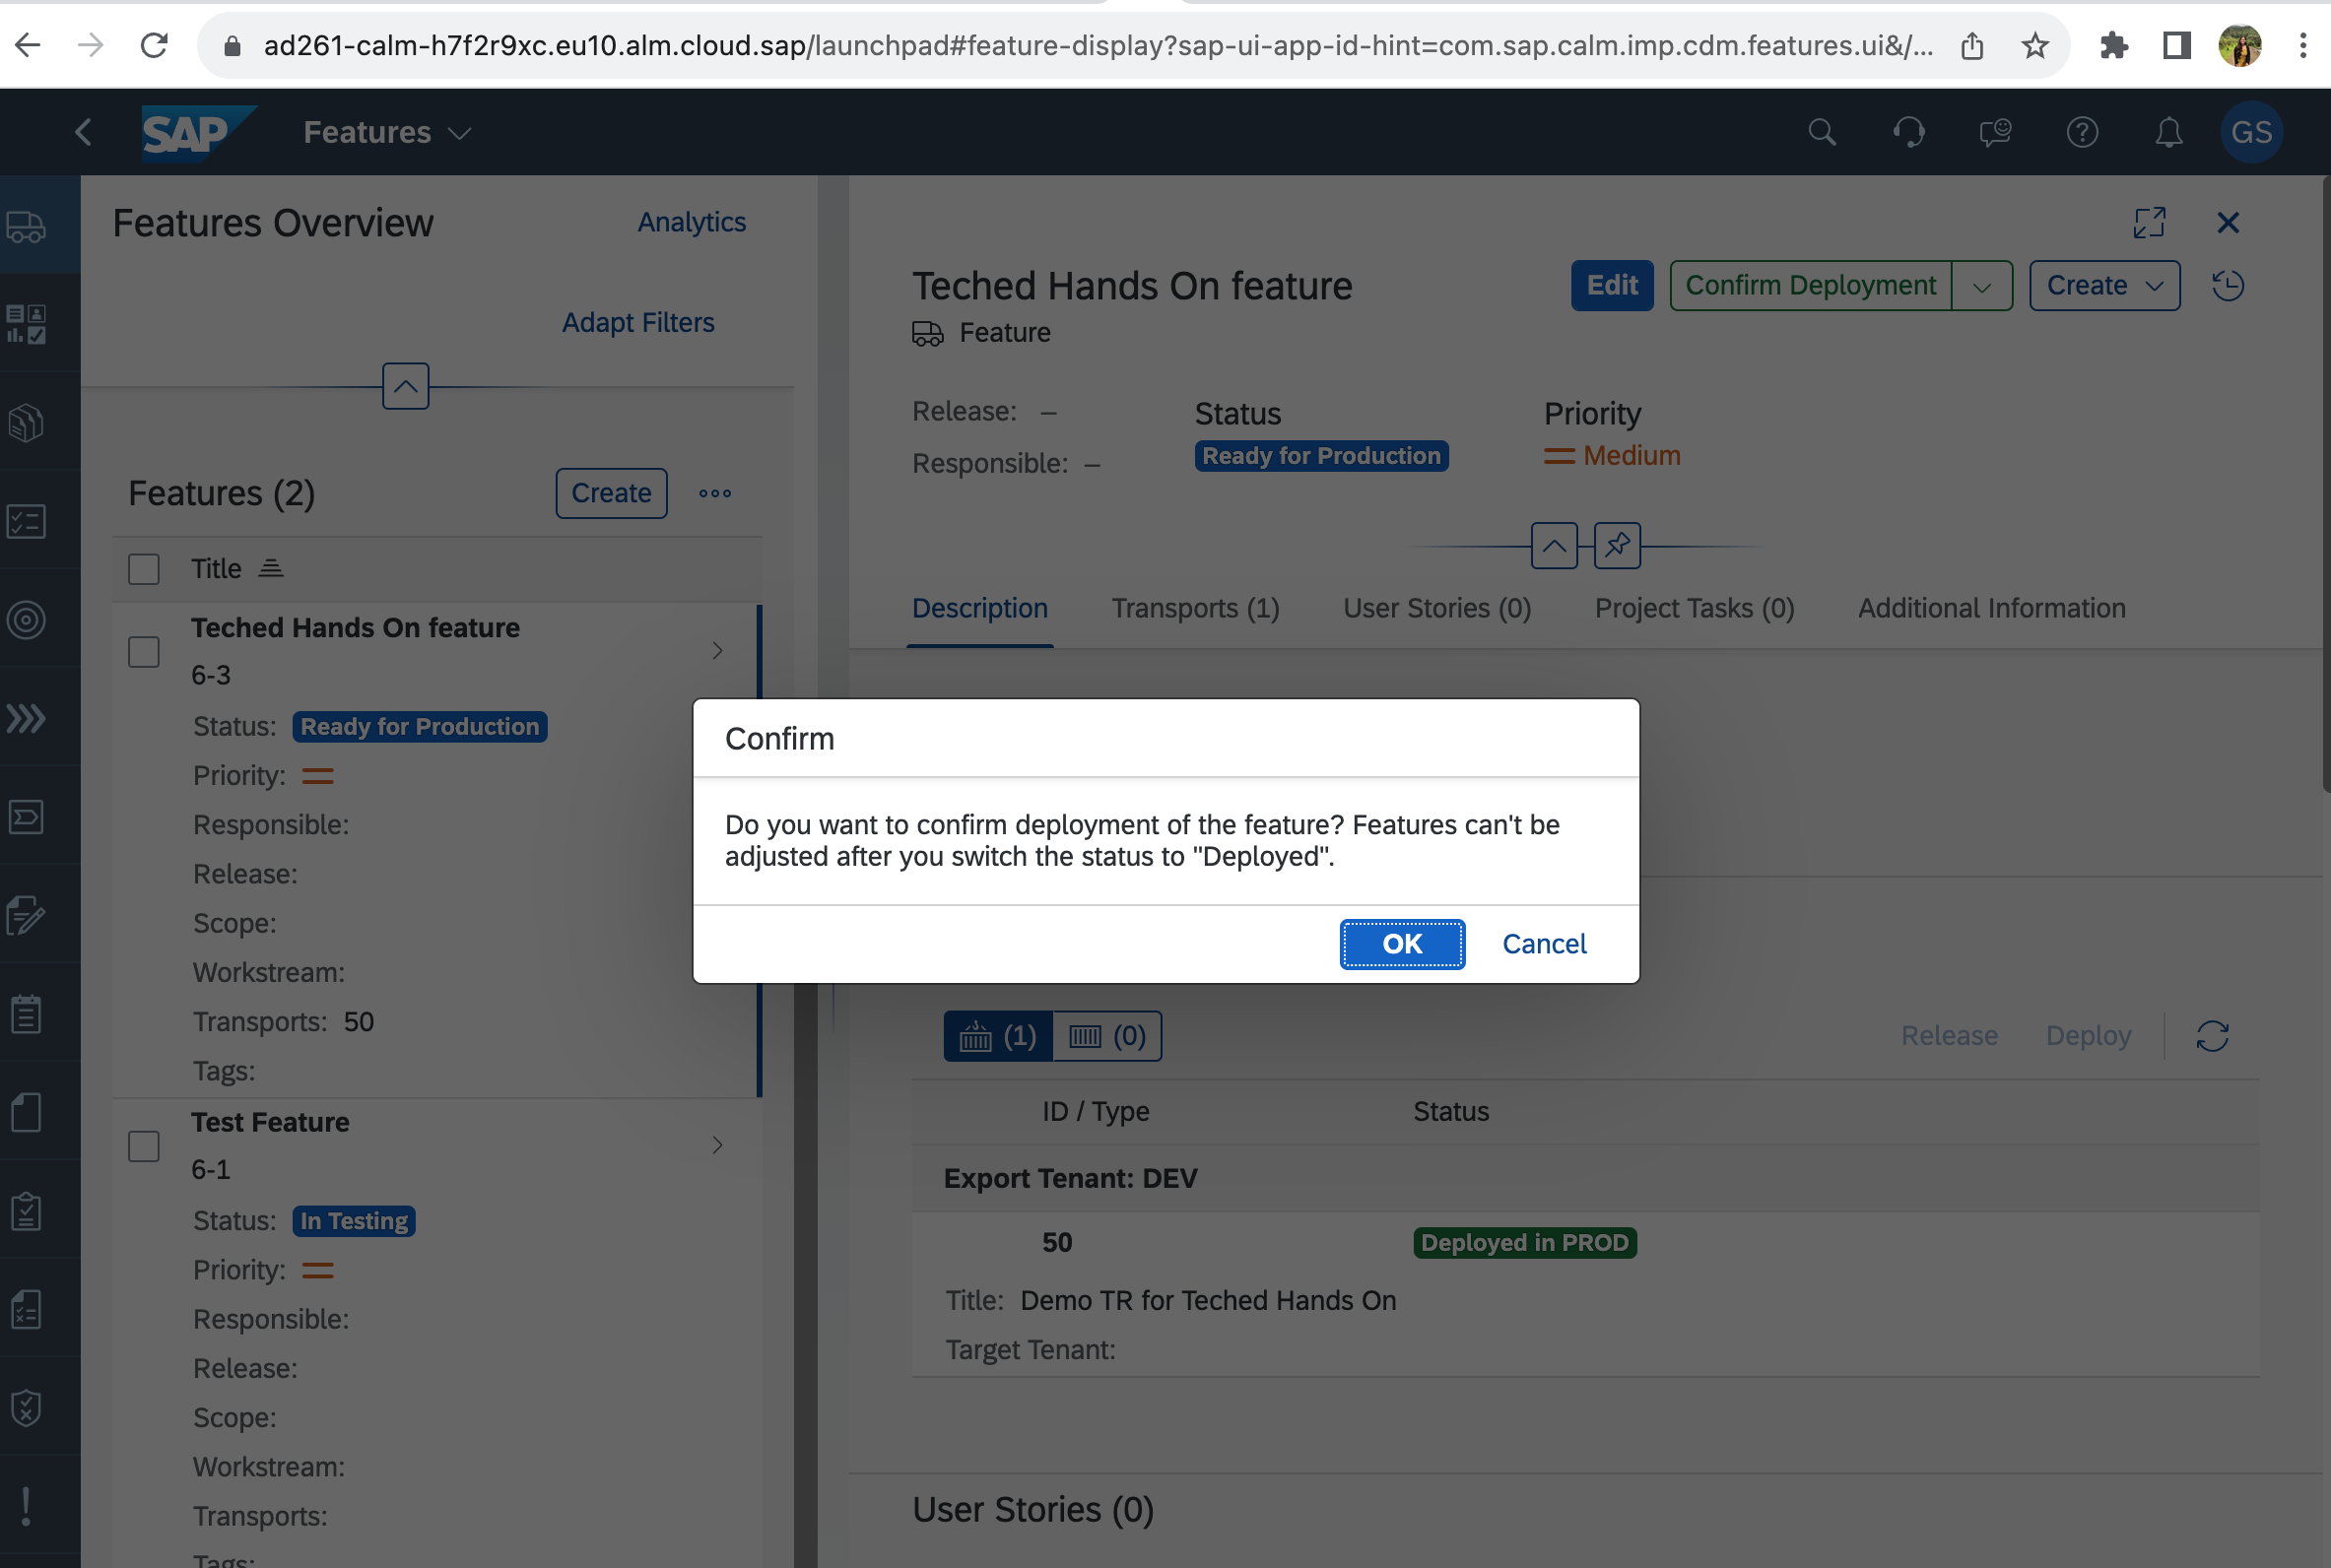 ad261-calm-h7f2r9xc.eu10.alm.cloud.sap/launchpad#feature-display?sap-ui-app-id-hint=com.sap.calm.imp.cdm.features.ui&/...
SAP Features GS
Features Overview
Analytics
Adapt Filters
Features (2)
Create
Title
Teched Hands On feature
6-3
Status: Ready for Production
Priority:
Responsible:
Release:
Scope:
Workstream:
Transports: 50
Tags:
Test Feature
6-1
Status: In Testing
Priority:
Responsible:
Release:
Scope:
Workstream:
Transports:
Tags:
Teched Hands On feature
Edit
Confirm Deployment
Create
Feature
Release: –
Responsible: –
Status
Ready for Production
Priority
Medium
Description
Transports (1)
User Stories (0)
Project Tasks (0)
Additional Information
Confirm
Do you want to confirm deployment of the feature? Features can't be
adjusted after you switch the status to "Deployed".
OK
Cancel
(1)
(0)
Release
Deploy
ID / Type
Status
Export Tenant: DEV
50
Deployed in PROD
Title: Demo TR for Teched Hands On
Target Tenant:
User Stories (0)